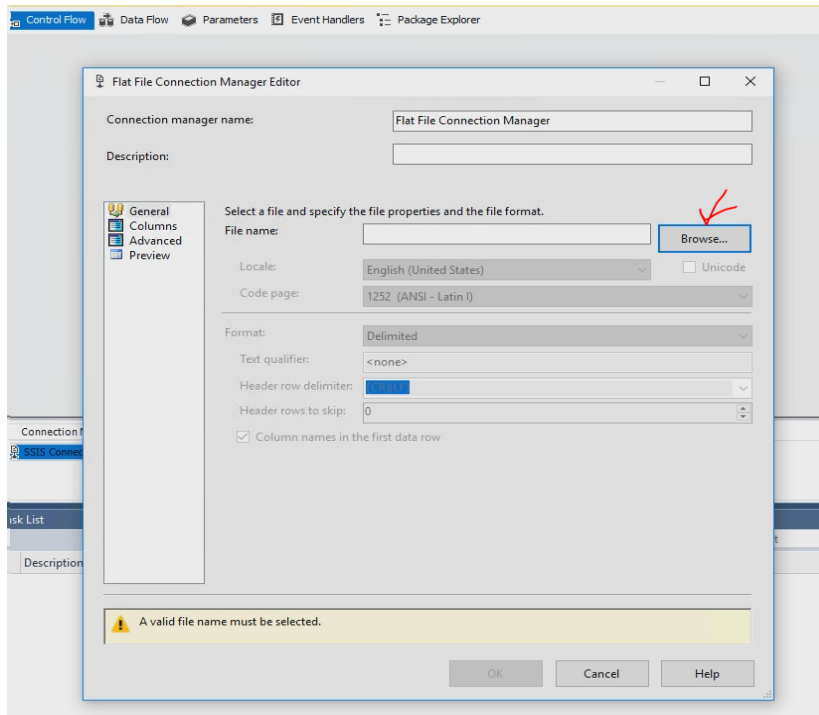 Control Flow Data Flow Parameters Event Handlers Package Explorer
Flat File Connection Manager Editor
Connection manager name: Flat File Connection Manager
Description:
General
Columns
Advanced
Preview
Select a file and specify the file properties and the file format.
File name: Browse...
Locale: English (United States) Unicode
Code page: 1252 (ANSI - Latin I)
Format: Delimited
Text qualifier: <none>
Header row delimiter: {CR}{LF}
Header rows to skip: 0
Column names in the first data row
Connection
SSIS Connec
sk List
Description
A valid file name must be selected.
OK Cancel Help